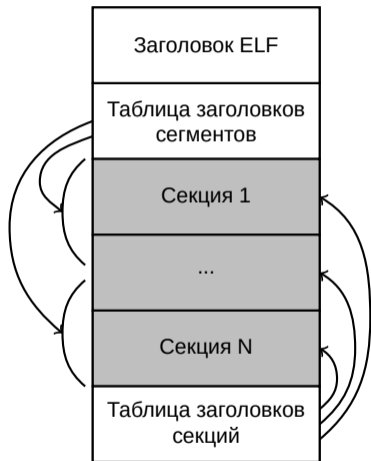 Заголовок ELF
Таблица заголовков
сегментов
Секция 1
...
Секция N
Таблица заголовков
секций